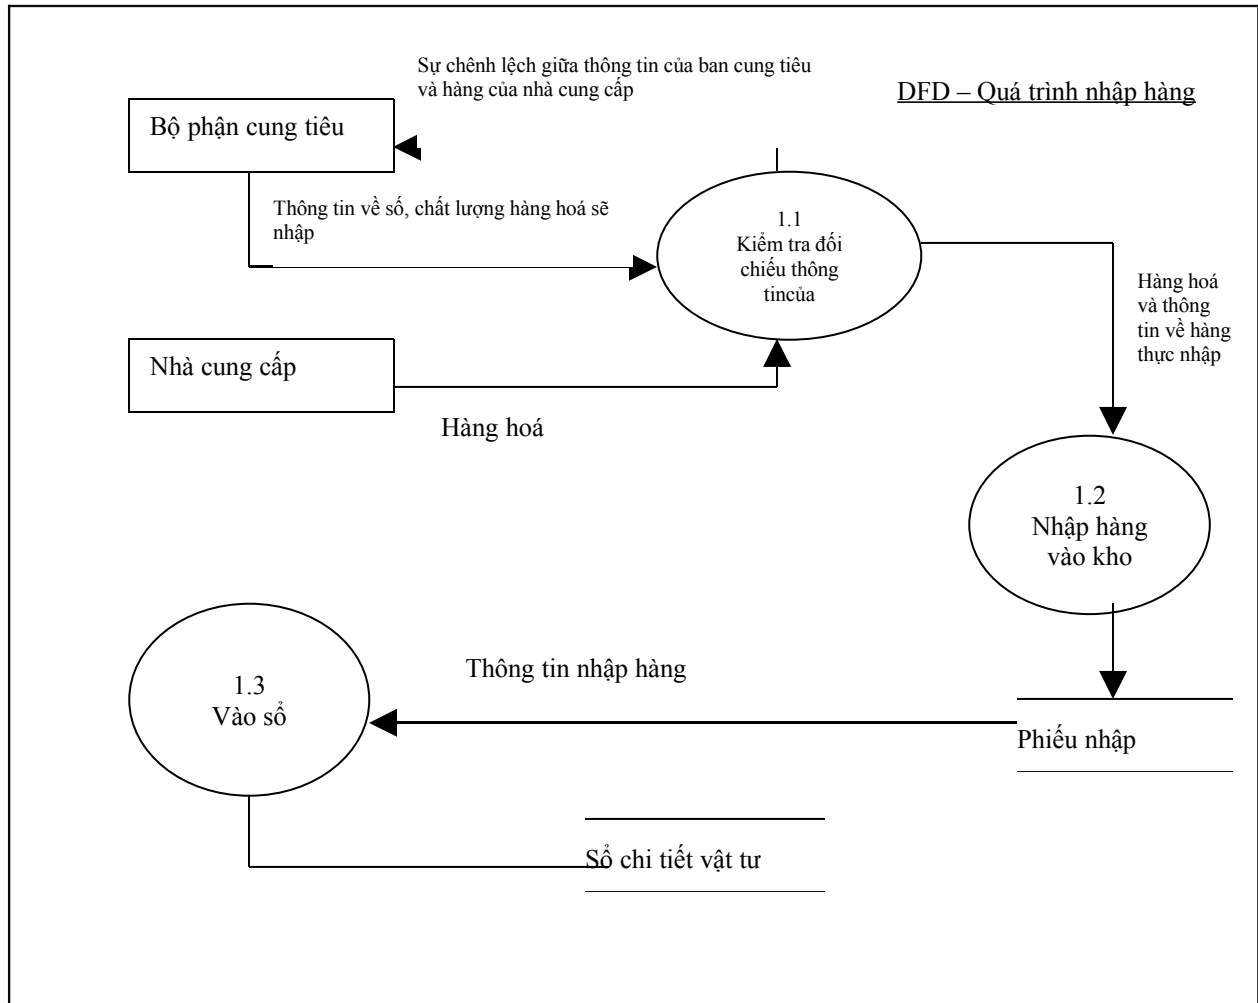 Sự chênh lệch giữa thông tin của ban cung tiêu
và hàng của nhà cung cấp
DFD – Quá trình nhập hàng
Bộ phận cung tiêu
Thông tin về số, chất lượng hàng hoá sẽ
nhập
1.1
Kiểm tra đối
chiếu thông
tincủa
Hàng hoá
và thông
tin về hàng
thực nhập
Nhà cung cấp
Hàng hoá
1.2
Nhập hàng
vào kho
Thông tin nhập hàng
1.3
Vào sổ
Phiếu nhập
Sổ chi tiết vật tư